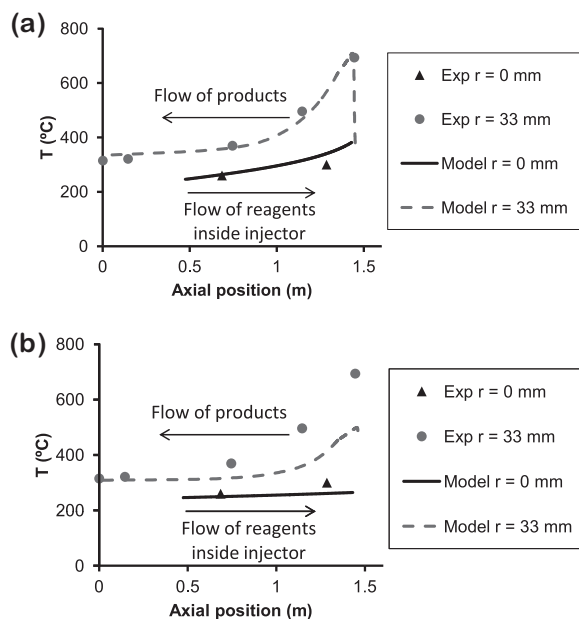 (a)
800
600
400
200
0
T (ºC)
Flow of products
Flow of reagents
inside injector
0
0.5
1
1.5
Axial position (m)
Exp r = 0 mm
Exp r = 33 mm
Model r = 0 mm
Model r = 33 mm
(b)
800
600
400
200
0
T (ºC)
Flow of products
Flow of reagents
inside injector
0
0.5
1
1.5
Axial position (m)
Exp r = 0 mm
Exp r = 33 mm
Model r = 0 mm
Model r = 33 mm